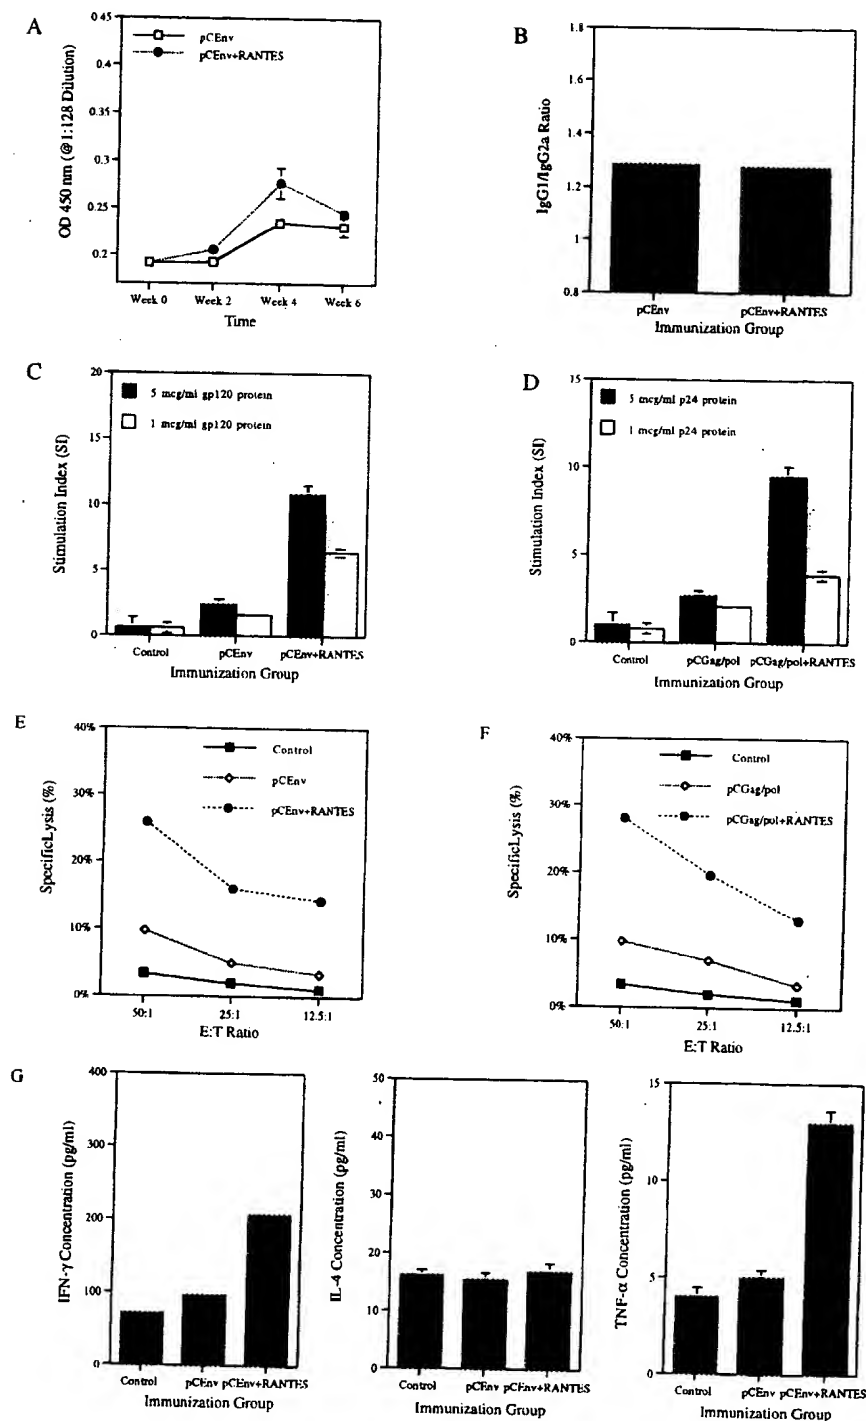 A
0.45
0.4
0.35
0.3
0.25
0.2
OD 450 nm (@1:128 Dilution)
pCEnv
pCEnv+RANTES
Week 0 Week 2 Week 4 Week 6
Time
B
1.8
1.6
1.4
1.2
1
0.8
IgG1/IgG2a Ratio
pCEnv pCEnv+RANTES
Immunization Group
C
20
15
10
5
0
Stimulation Index (SI)
5 mcg/ml gp120 protein
1 mcg/ml gp120 protein
Control pCEnv pCEnv+RANTES
Immunization Group
D
15
10
5
0
Stimulation Index (SI)
5 mcg/ml p24 protein
1 mcg/ml p24 protein
Control pCGag/pol pCGag/pol+RANTES
Immunization Group
E
40%
30%
20%
10%
0%
SpecificLysis (%)
Control
pCEnv
pCEnv+RANTES
50:1 25:1 12.5:1
E:T Ratio
F
40%
30%
20%
10%
0%
SpecificLysis (%)
Control
pCGag/pol
pCGag/pol+RANTES
50:1 25:1 12.5:1
E:T Ratio
G
400
300
200
100
0
IFN-γ Concentration (pg/ml)
Control pCEnv pCEnv+RANTES
Immunization Group
50
40
30
20
10
0
IL-4 Concentration (pg/ml)
Control pCEnv pCEnv+RANTES
Immunization Group
15
10
5
0
TNF-α Concentration (pg/ml)
Control pCEnv pCEnv+RANTES
Immunization Group